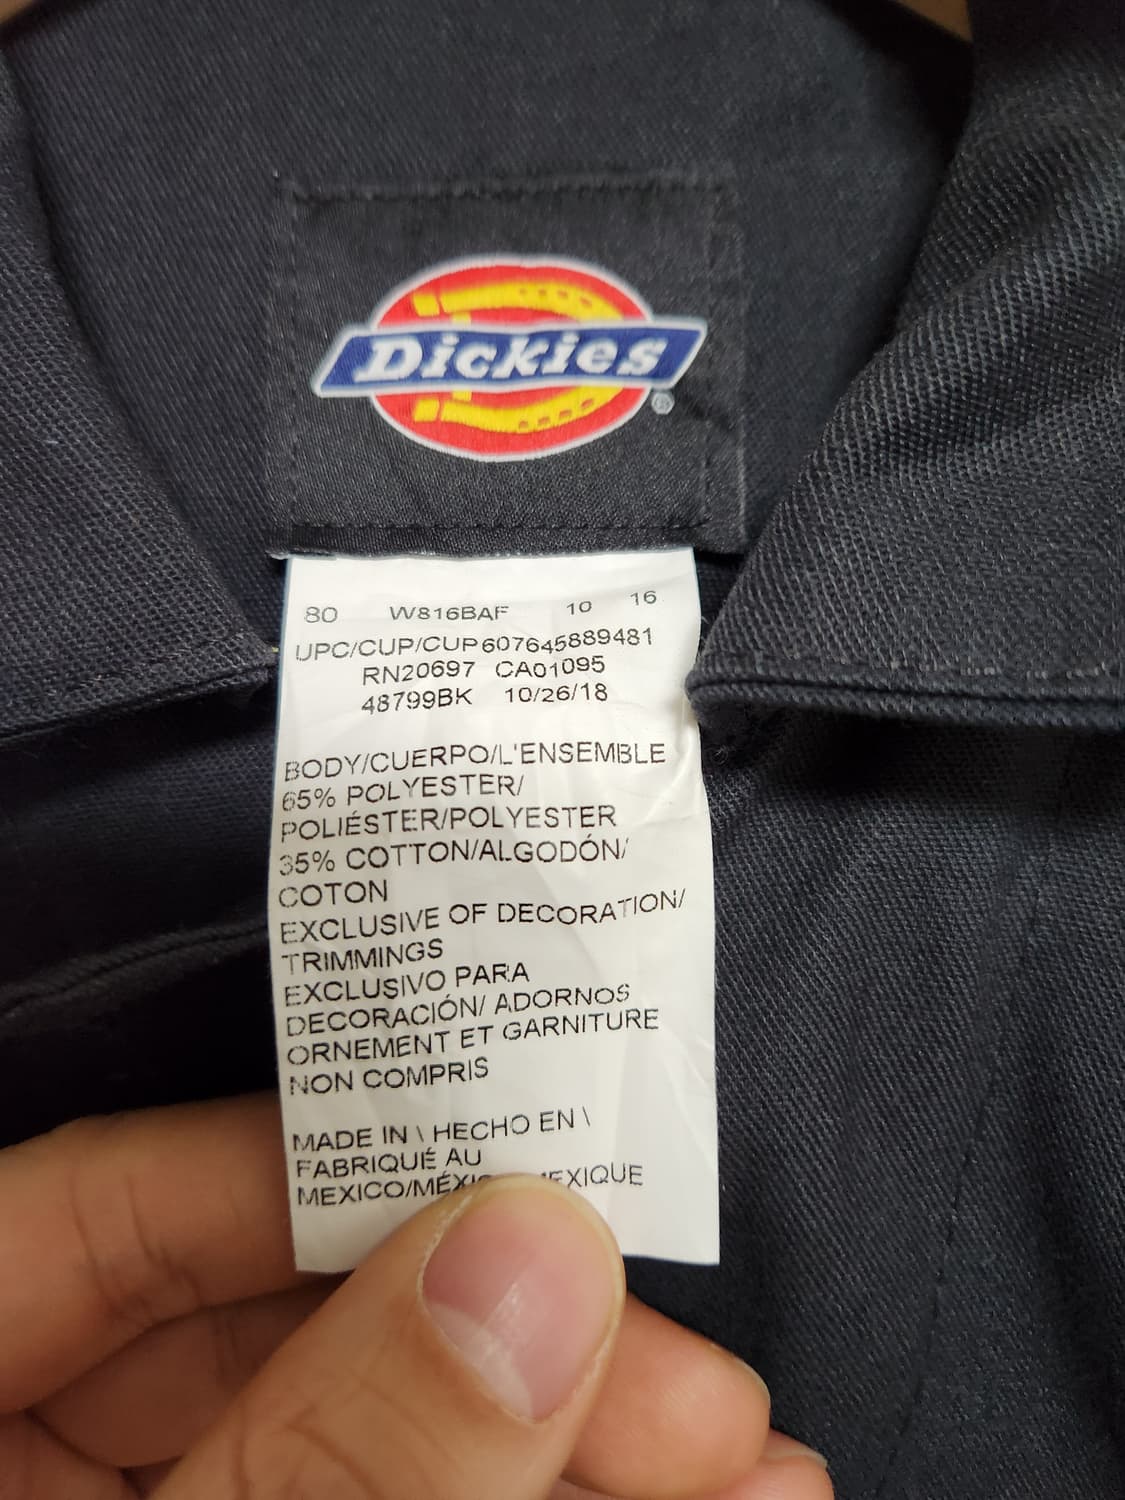 Dickies
®
80 W816BAF 10 16
UPC/CUP/CUP 607645889481
RN20697 CA01095
48799BK 10/26/18
BODY/CUERPO/L'ENSEMBLE
65% POLYESTER/
POLIÉSTER/POLYESTER
35% COTTON/ALGODÓN/
COTON
EXCLUSIVE OF DECORATION/
TRIMMINGS
EXCLUSIVO PARA
DECORACIÓN/ ADORNOS
ORNEMENT ET GARNITURE
NON COMPRIS
MADE IN \ HECHO EN \
FABRIQUÉ AU
MEXICO/MÉXICO MEXIQUE